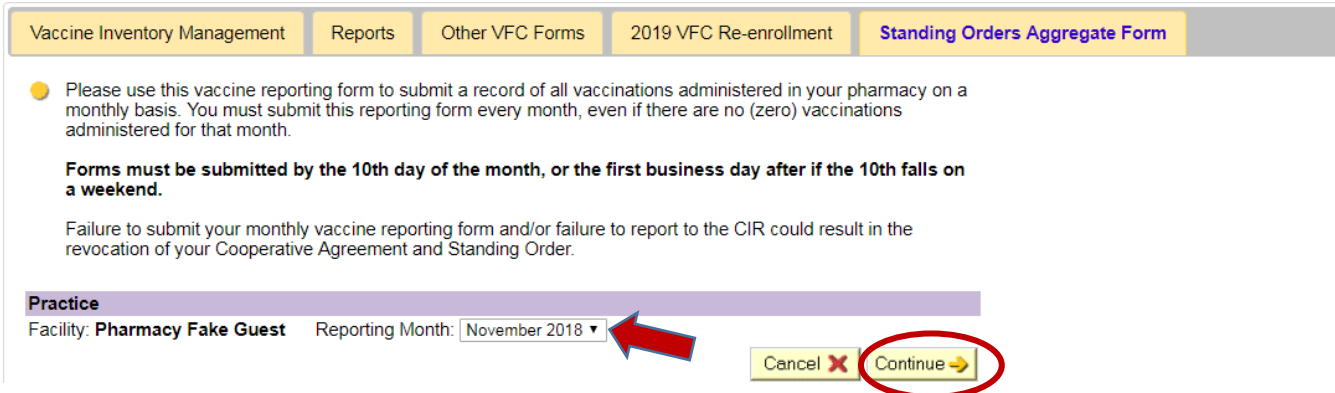 Vaccine Inventory Management Reports Other VFC Forms 2019 VFC Re-enrollment Standing Orders Aggregate Form
Please use this vaccine reporting form to submit a record of all vaccinations administered in your pharmacy on a
monthly basis. You must submit this reporting form every month, even if there are no (zero) vaccinations
administered for that month.
Forms must be submitted by the 10th day of the month, or the first business day after if the 10th falls on
a weekend.
Failure to submit your monthly vaccine reporting form and/or failure to report to the CIR could result in the
revocation of your Cooperative Agreement and Standing Order.
Practice
Facility: Pharmacy Fake Guest Reporting Month: November 2018
Cancel Continue